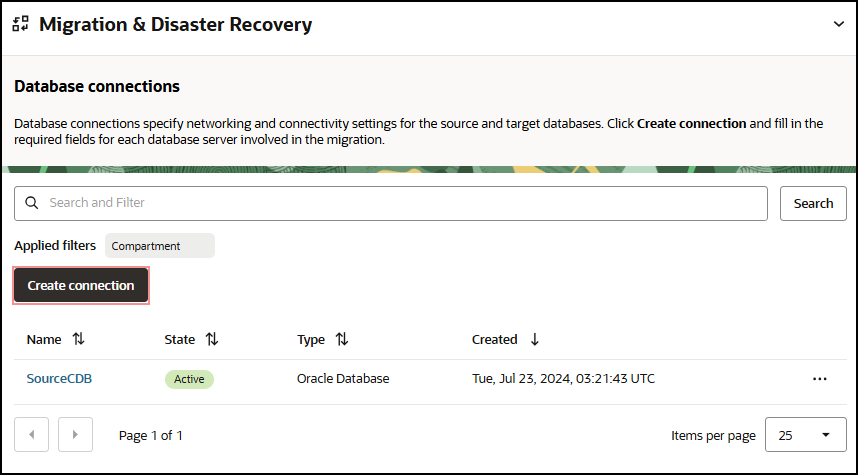 Migration & Disaster Recovery
Database connections
Database connections specify networking and connectivity settings for the source and target databases. Click Create connection and fill in the
required fields for each database server involved in the migration.
Search and Filter
Search
Applied filters Compartment
Create connection
Name State Type Created
SourceCDB Active Oracle Database Tue, Jul 23, 2024, 03:21:43 UTC
Page 1 of 1 Items per page 25